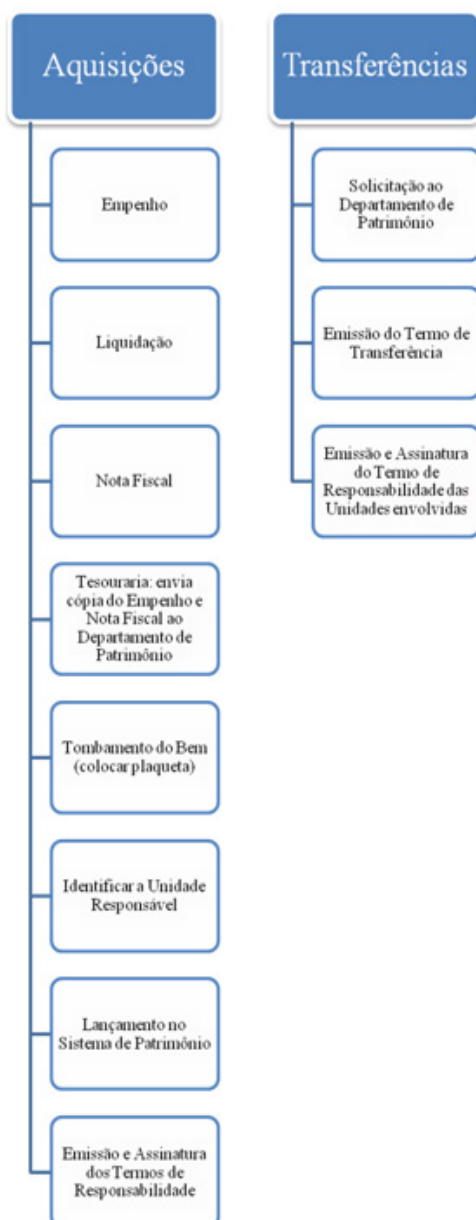 Aquisições
Empenho
Liquidação
Nota Fiscal
Tesouraria: envia
cópia do Empenho e
Nota Fiscal ao
Departamento de
Patrimônio
Tombamento do Bem
(colocar plaqueta)
Identificar a Unidade
Responsável
Lançamento no
Sistema de Patrimônio
Emissão e Assinatura
dos Termos de
Responsabilidade
Transferências
Solicitação ao
Departamento de
Patrimônio
Emissão do Termo de
Transferência
Emissão e Assinatura
do Termo de
Responsabilidade das
Unidades envolvidas